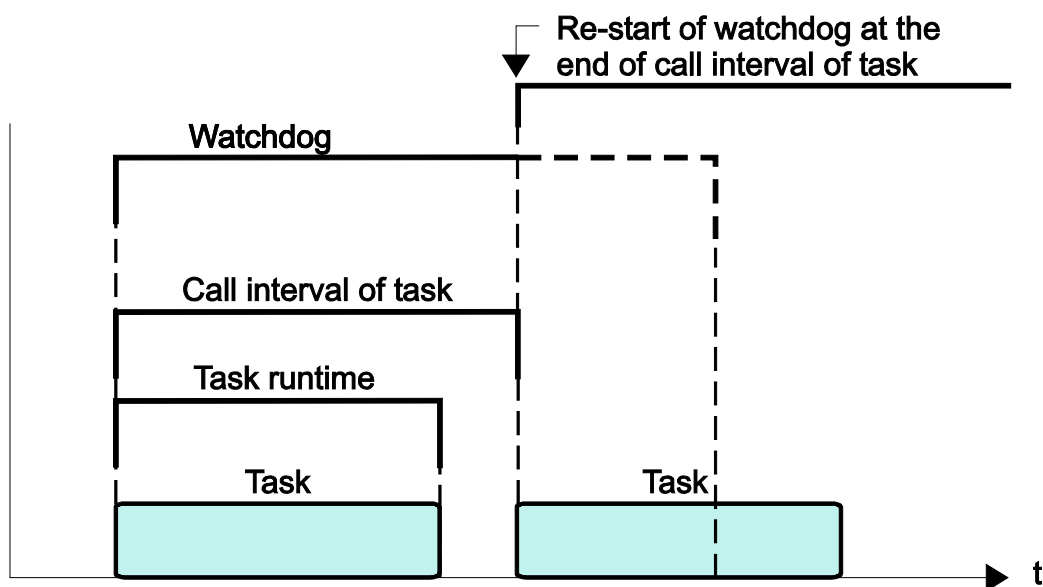 Re-start of watchdog at the
end of call interval of task
Watchdog
Call interval of task
Task runtime
Task
Task
t